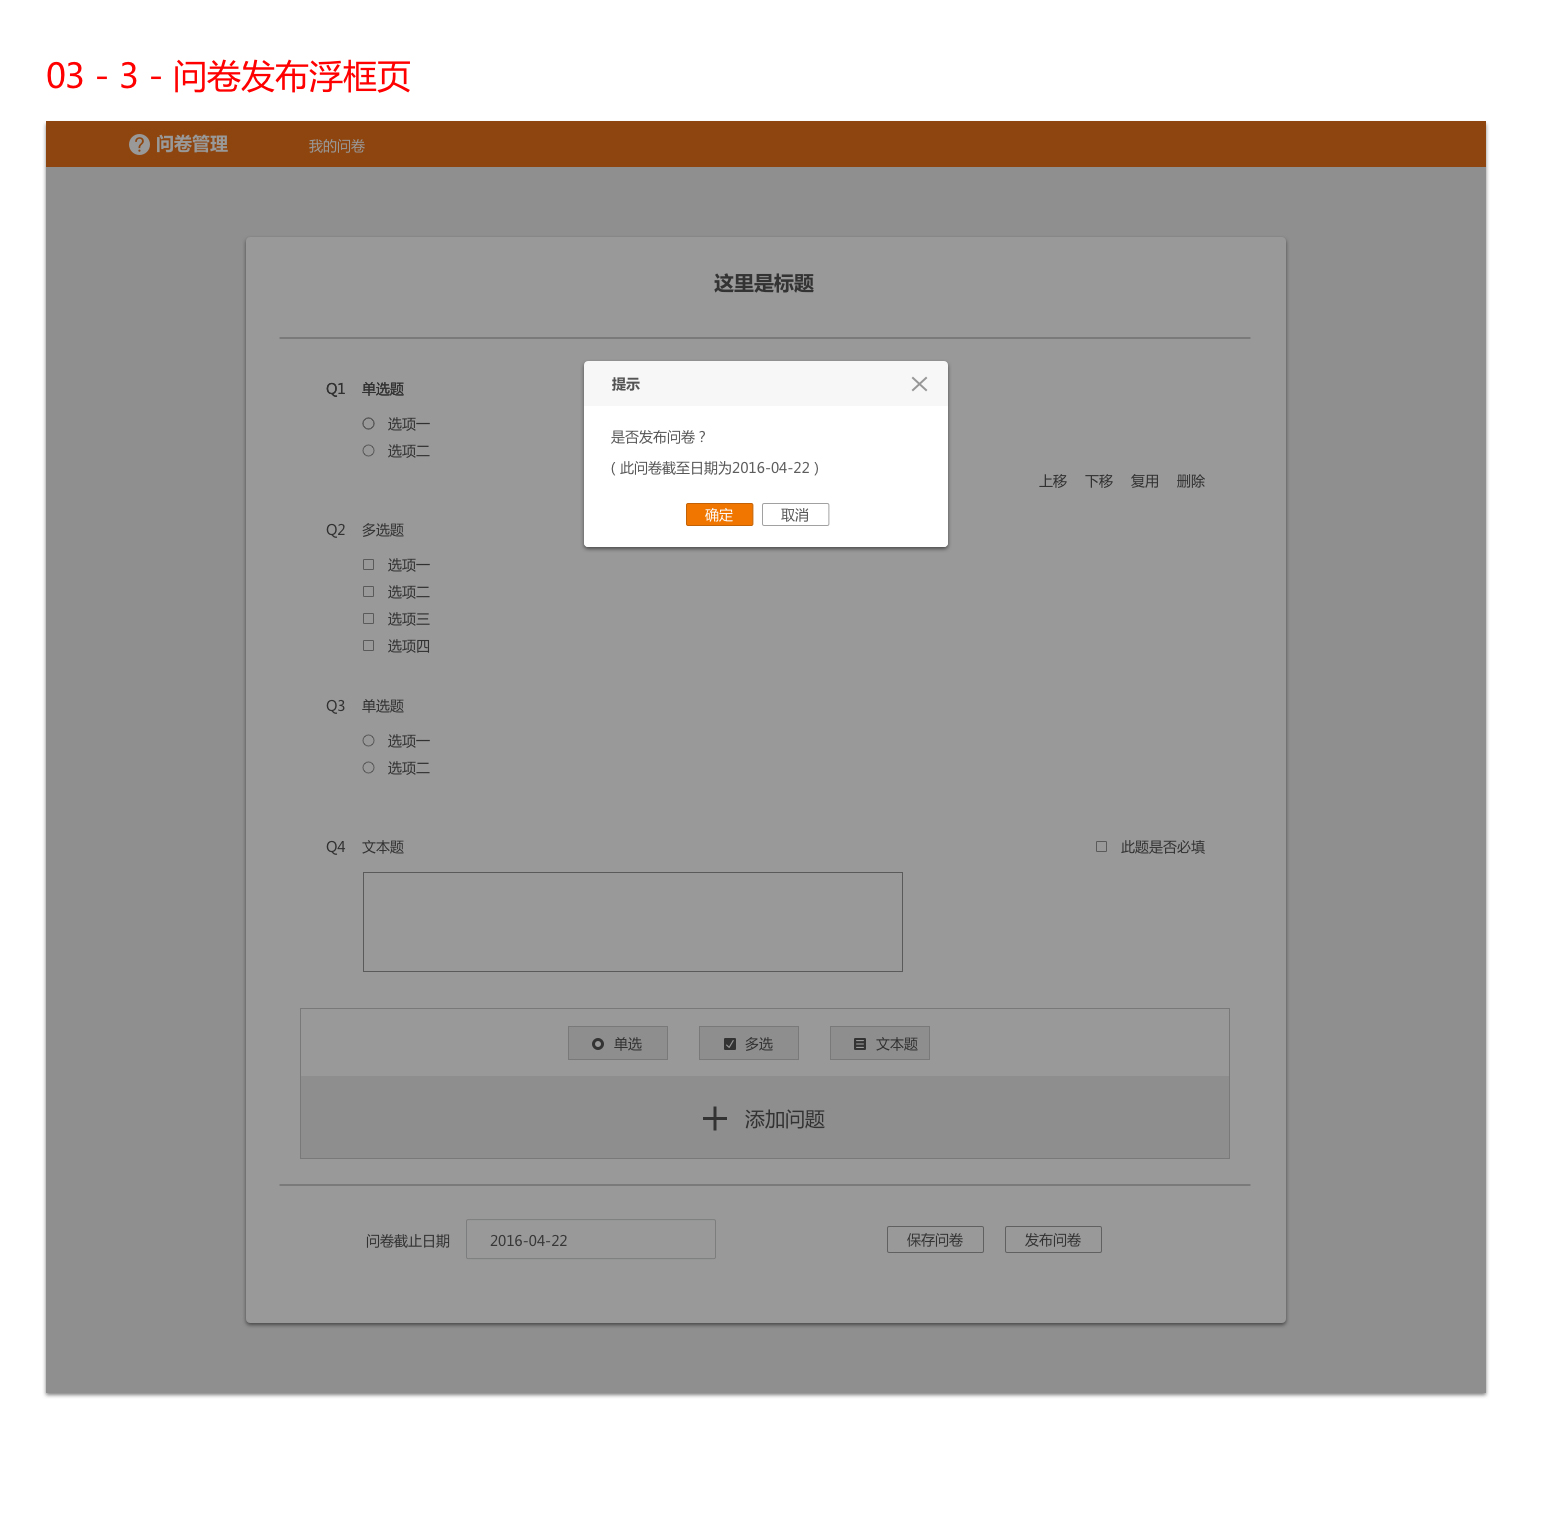 03 - 3 - 问卷发布浮框页
问卷管理
我的问卷
这里是标题
Q1 单选题
选项一
选项二
提示
是否发布问卷？
( 此问卷截至日期为2016-04-22 )
确定 取消
上移 下移 复用 删除
Q2 多选题
选项一
选项二
选项三
选项四
Q3 单选题
选项一
选项二
Q4 文本题
此题是否必填
单选 多选 文本题
添加问题
问卷截止日期 2016-04-22
保存问卷 发布问卷